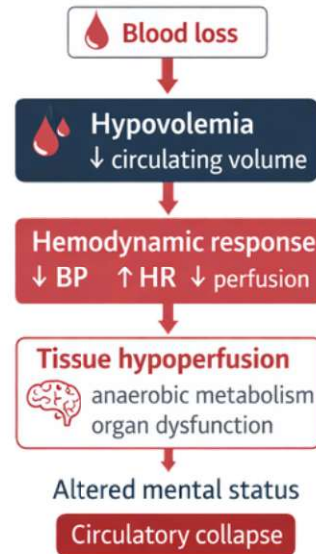 Blood loss
Hypovolemia
↓ circulating volume
Hemodynamic response
↓ BP ↑ HR ↓ perfusion
Tissue hypoperfusion
anaerobic metabolism
organ dysfunction
Altered mental status
Circulatory collapse